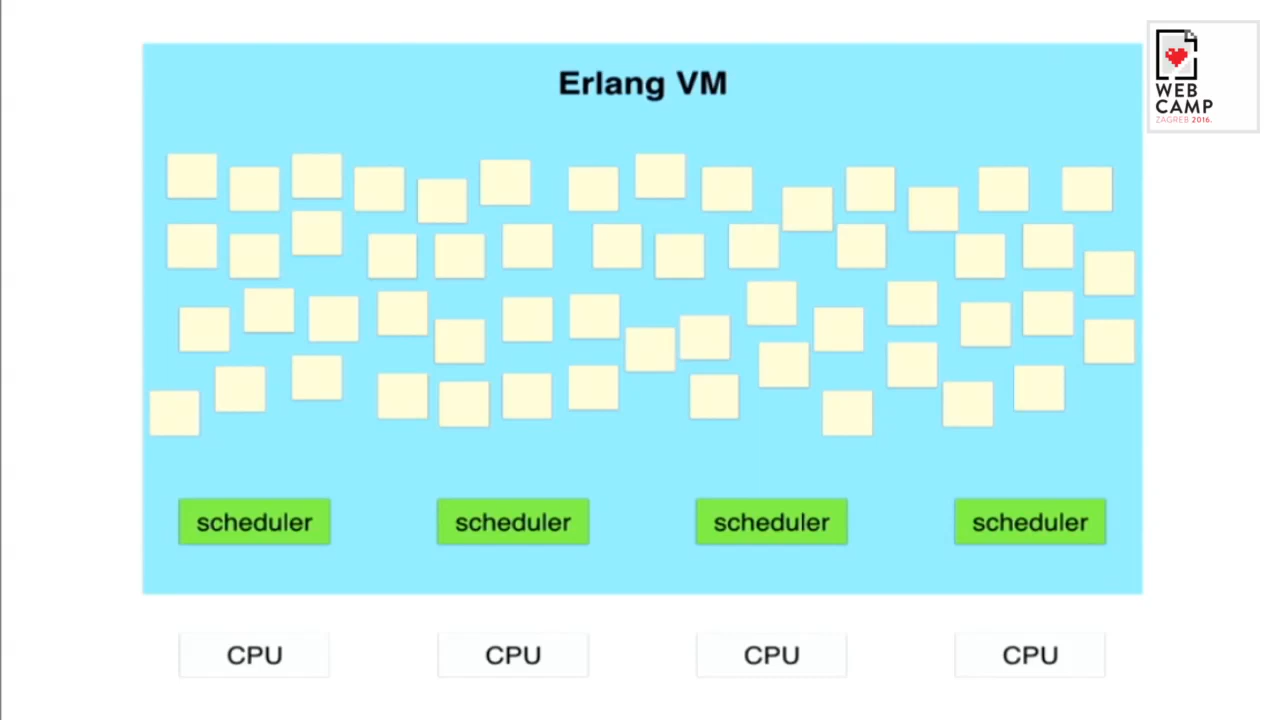 Erlang VM
WEB
CAMP
ZAGREB 2016.
scheduler
scheduler
scheduler
scheduler
CPU
CPU
CPU
CPU